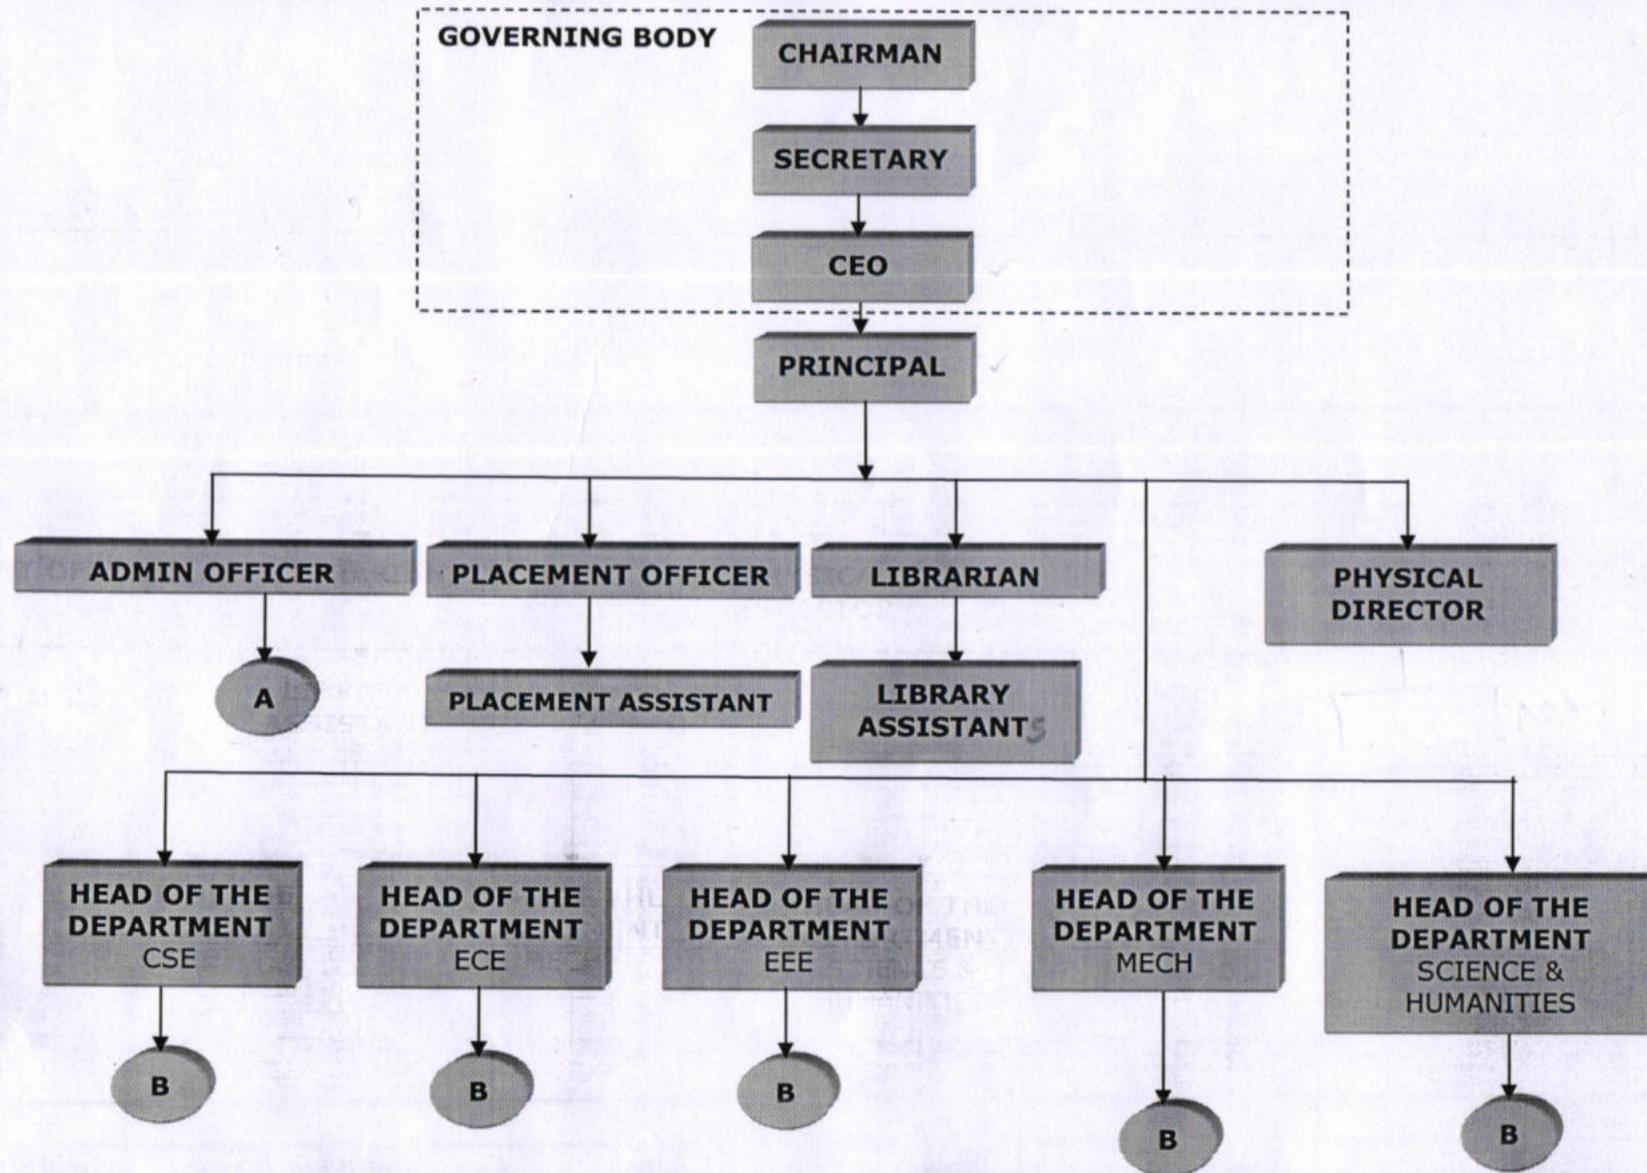 GOVERNING BODY
CHAIRMAN
SECRETARY
CEO
PRINCIPAL
ADMIN OFFICER
PLACEMENT OFFICER
LIBRARIAN
PHYSICAL
DIRECTOR
A
PLACEMENT ASSISTANT
LIBRARY
ASSISTANTS
HEAD OF THE
DEPARTMENT
CSE
HEAD OF THE
DEPARTMENT
ECE
HEAD OF THE
DEPARTMENT
EEE
HEAD OF THE
DEPARTMENT
MECH
HEAD OF THE
DEPARTMENT
SCIENCE &
HUMANITIES
B
B
B
B
B